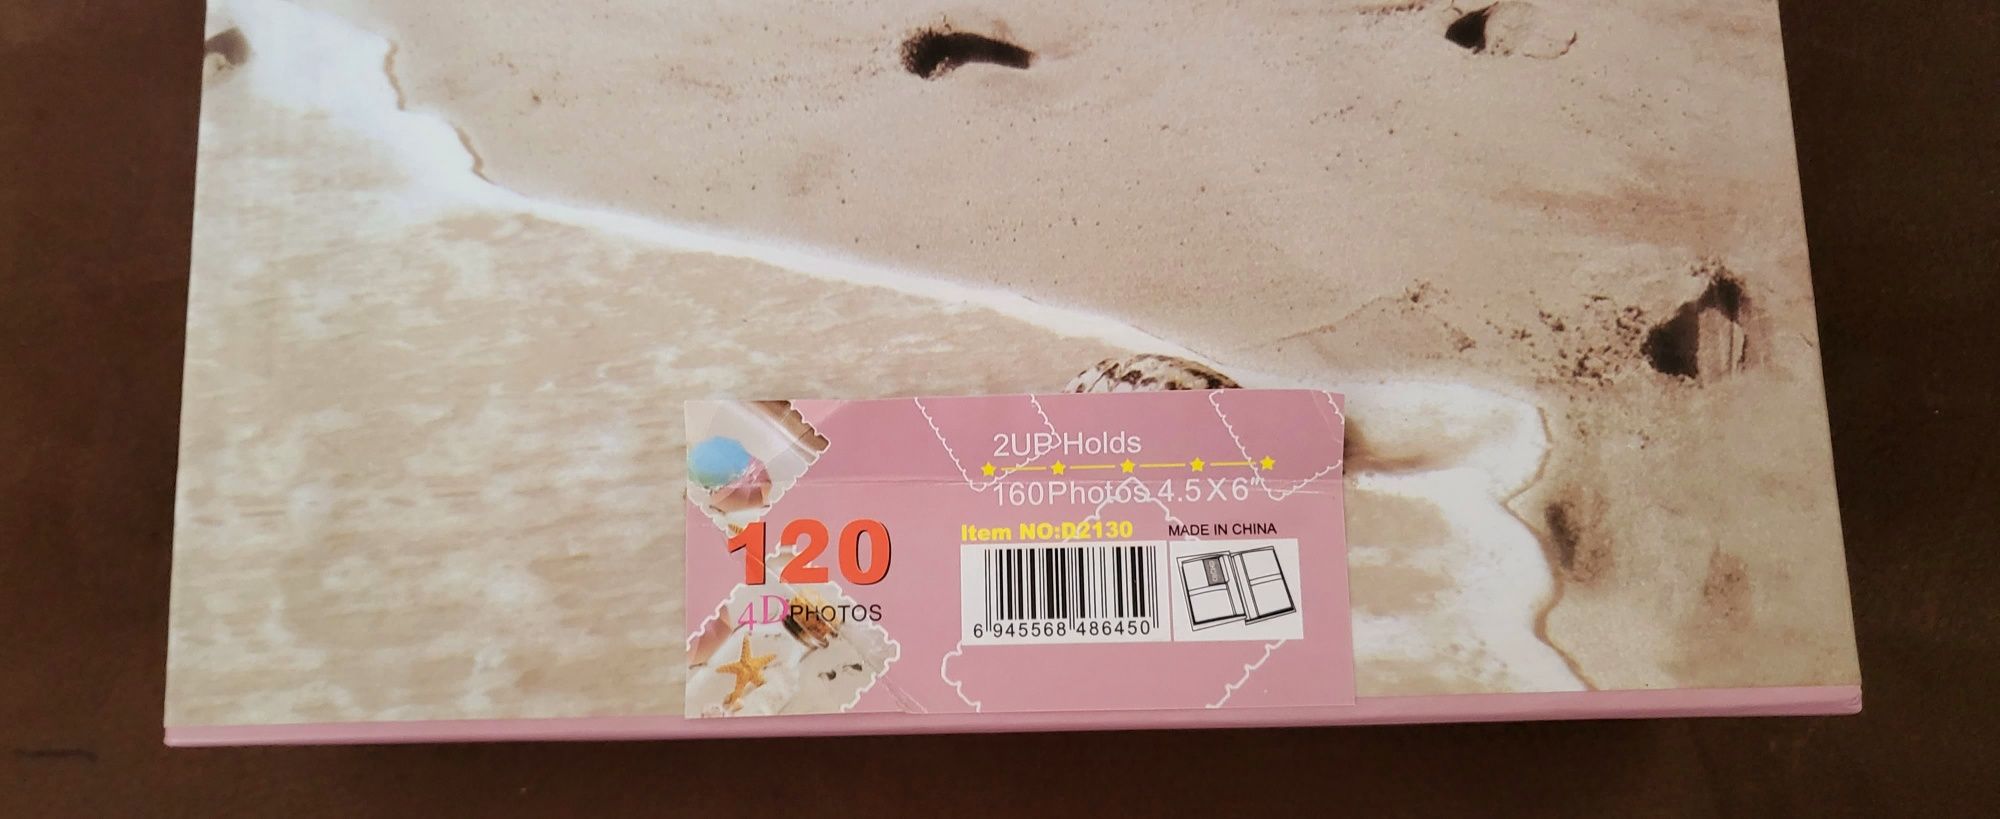 2UP Holds
160Photos 4.5X6"
120
4D PHOTOS
Item NO:D2130
MADE IN CHINA
6 945568 486450